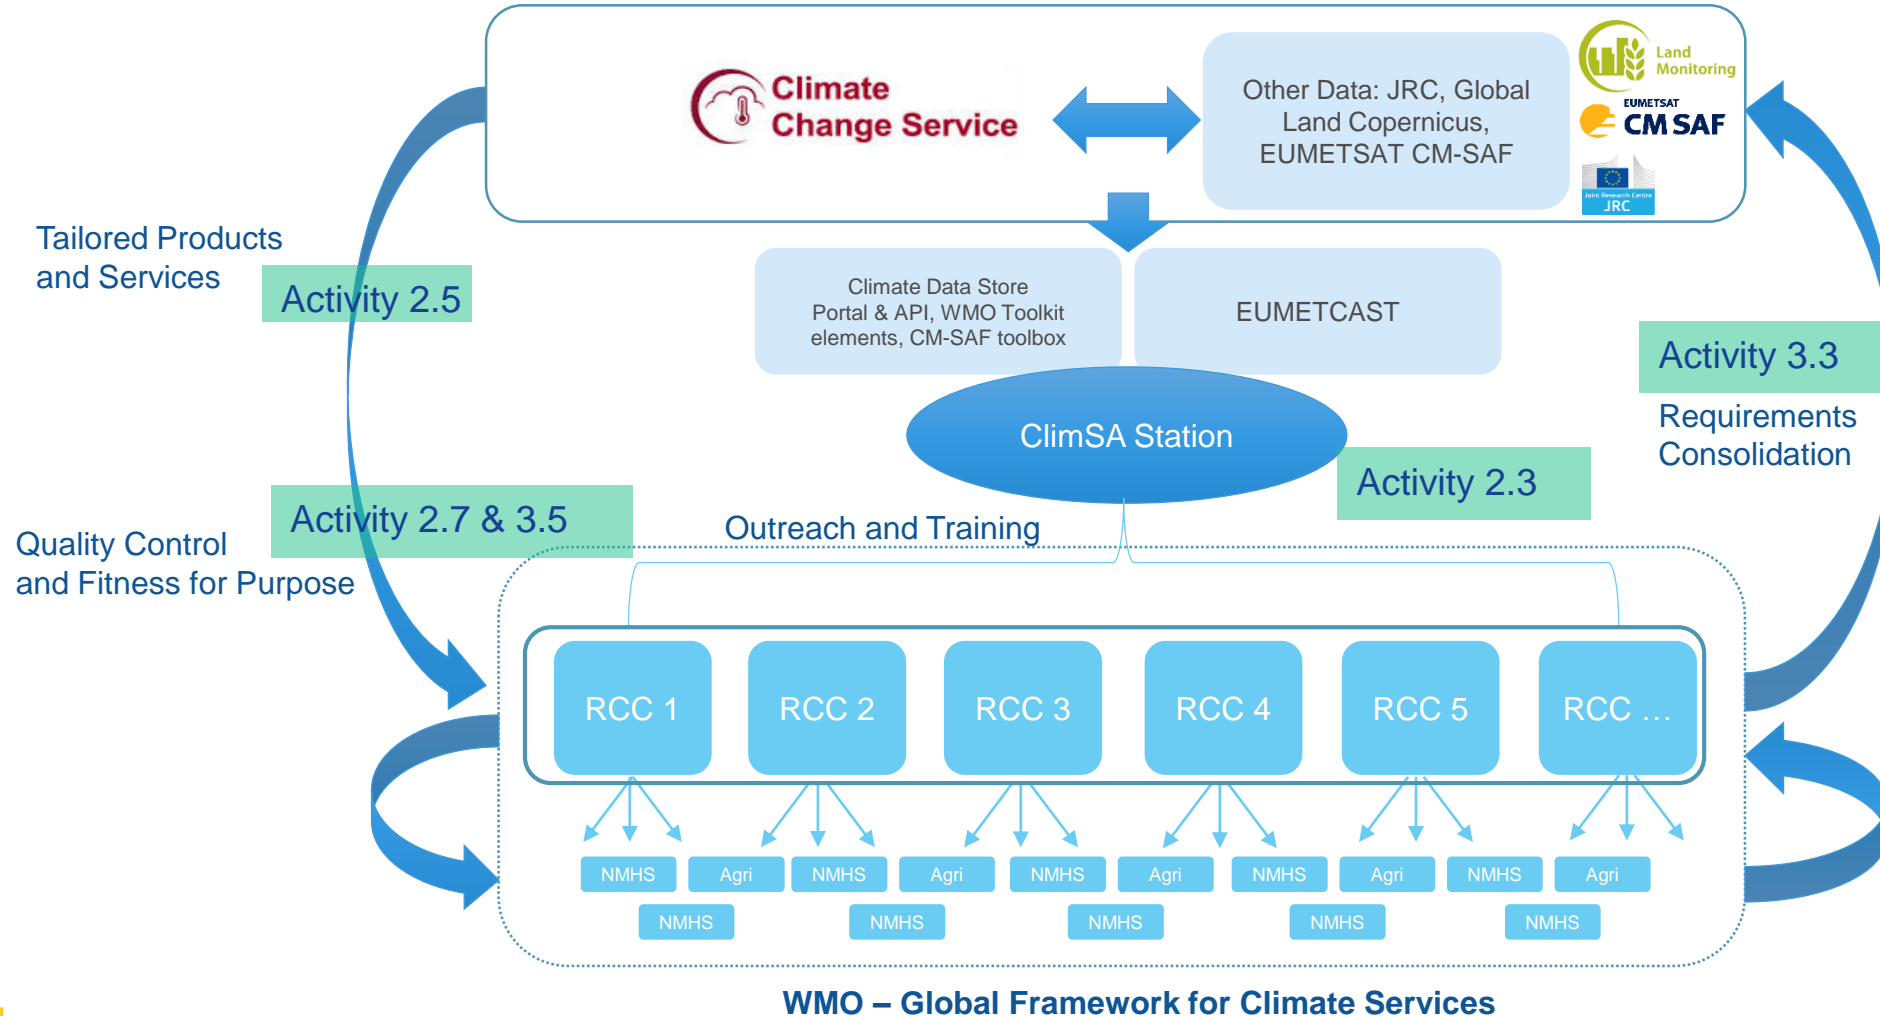 Climate
Change Service
Other Data: JRC, Global
Land Copernicus,
EUMETSAT CM-SAF
Land
Monitoring
EUMETSAT
CM SAF
Joint Research Centre
JRC
Tailored Products
and Services
Activity 2.5
Climate Data Store
Portal & API, WMO Toolkit
elements, CM-SAF toolbox
EUMETCAST
Activity 3.3
Requirements
Consolidation
ClimSA Station
Activity 2.3
Activity 2.7 & 3.5
Outreach and Training
Quality Control
and Fitness for Purpose
RCC 1
RCC 2
RCC 3
RCC 4
RCC 5
RCC …
NMHS
Agri
NMHS
Agri
NMHS
Agri
NMHS
Agri
NMHS
Agri
NMHS
NMHS
NMHS
NMHS
NMHS
WMO – Global Framework for Climate Services